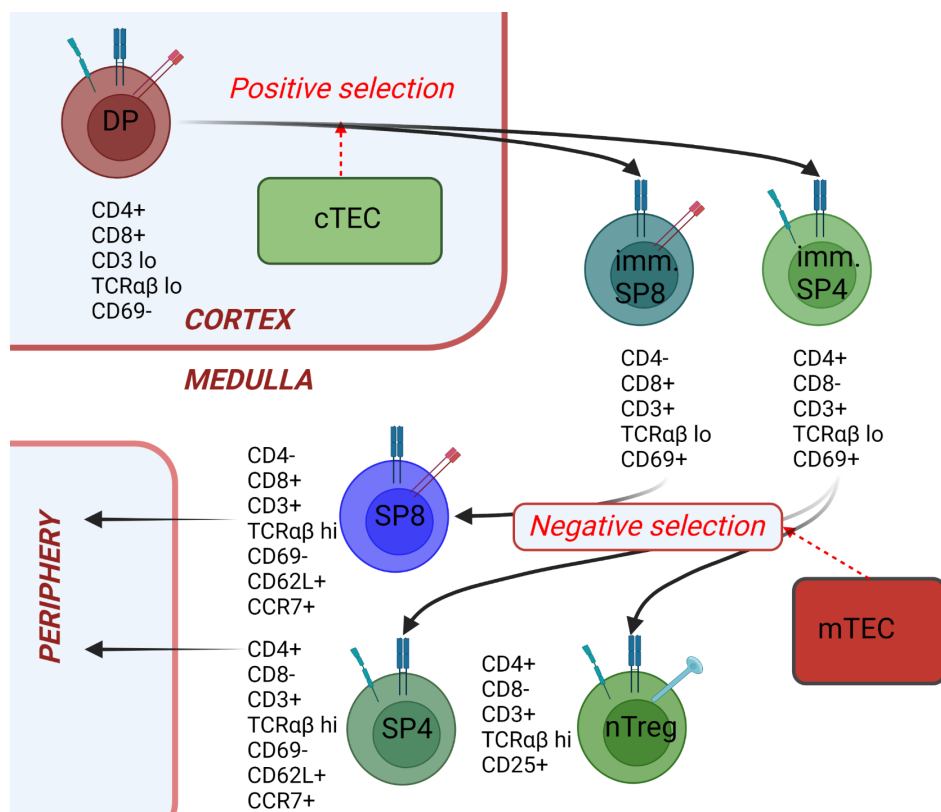 Positive selection
DP
cTEC
CD4+
CD8+
CD3 lo
TCRαβ lo
CD69-
CORTEX
imm.
SP8
imm.
SP4
MEDULLA
CD4-
CD8+
CD3+
TCRαβ lo
CD69+
CD4+
CD8-
CD3+
TCRαβ lo
CD69+
PERIPHERY
CD4-
CD8+
CD3+
TCRαβ hi
CD69-
CD62L+
CCR7+
SP8
Negative selection
mTEC
CD4+
CD8-
CD3+
TCRαβ hi
CD69-
CD62L+
CCR7+
SP4
CD4+
CD8-
CD3+
TCRαβ hi
CD25+
nTreg